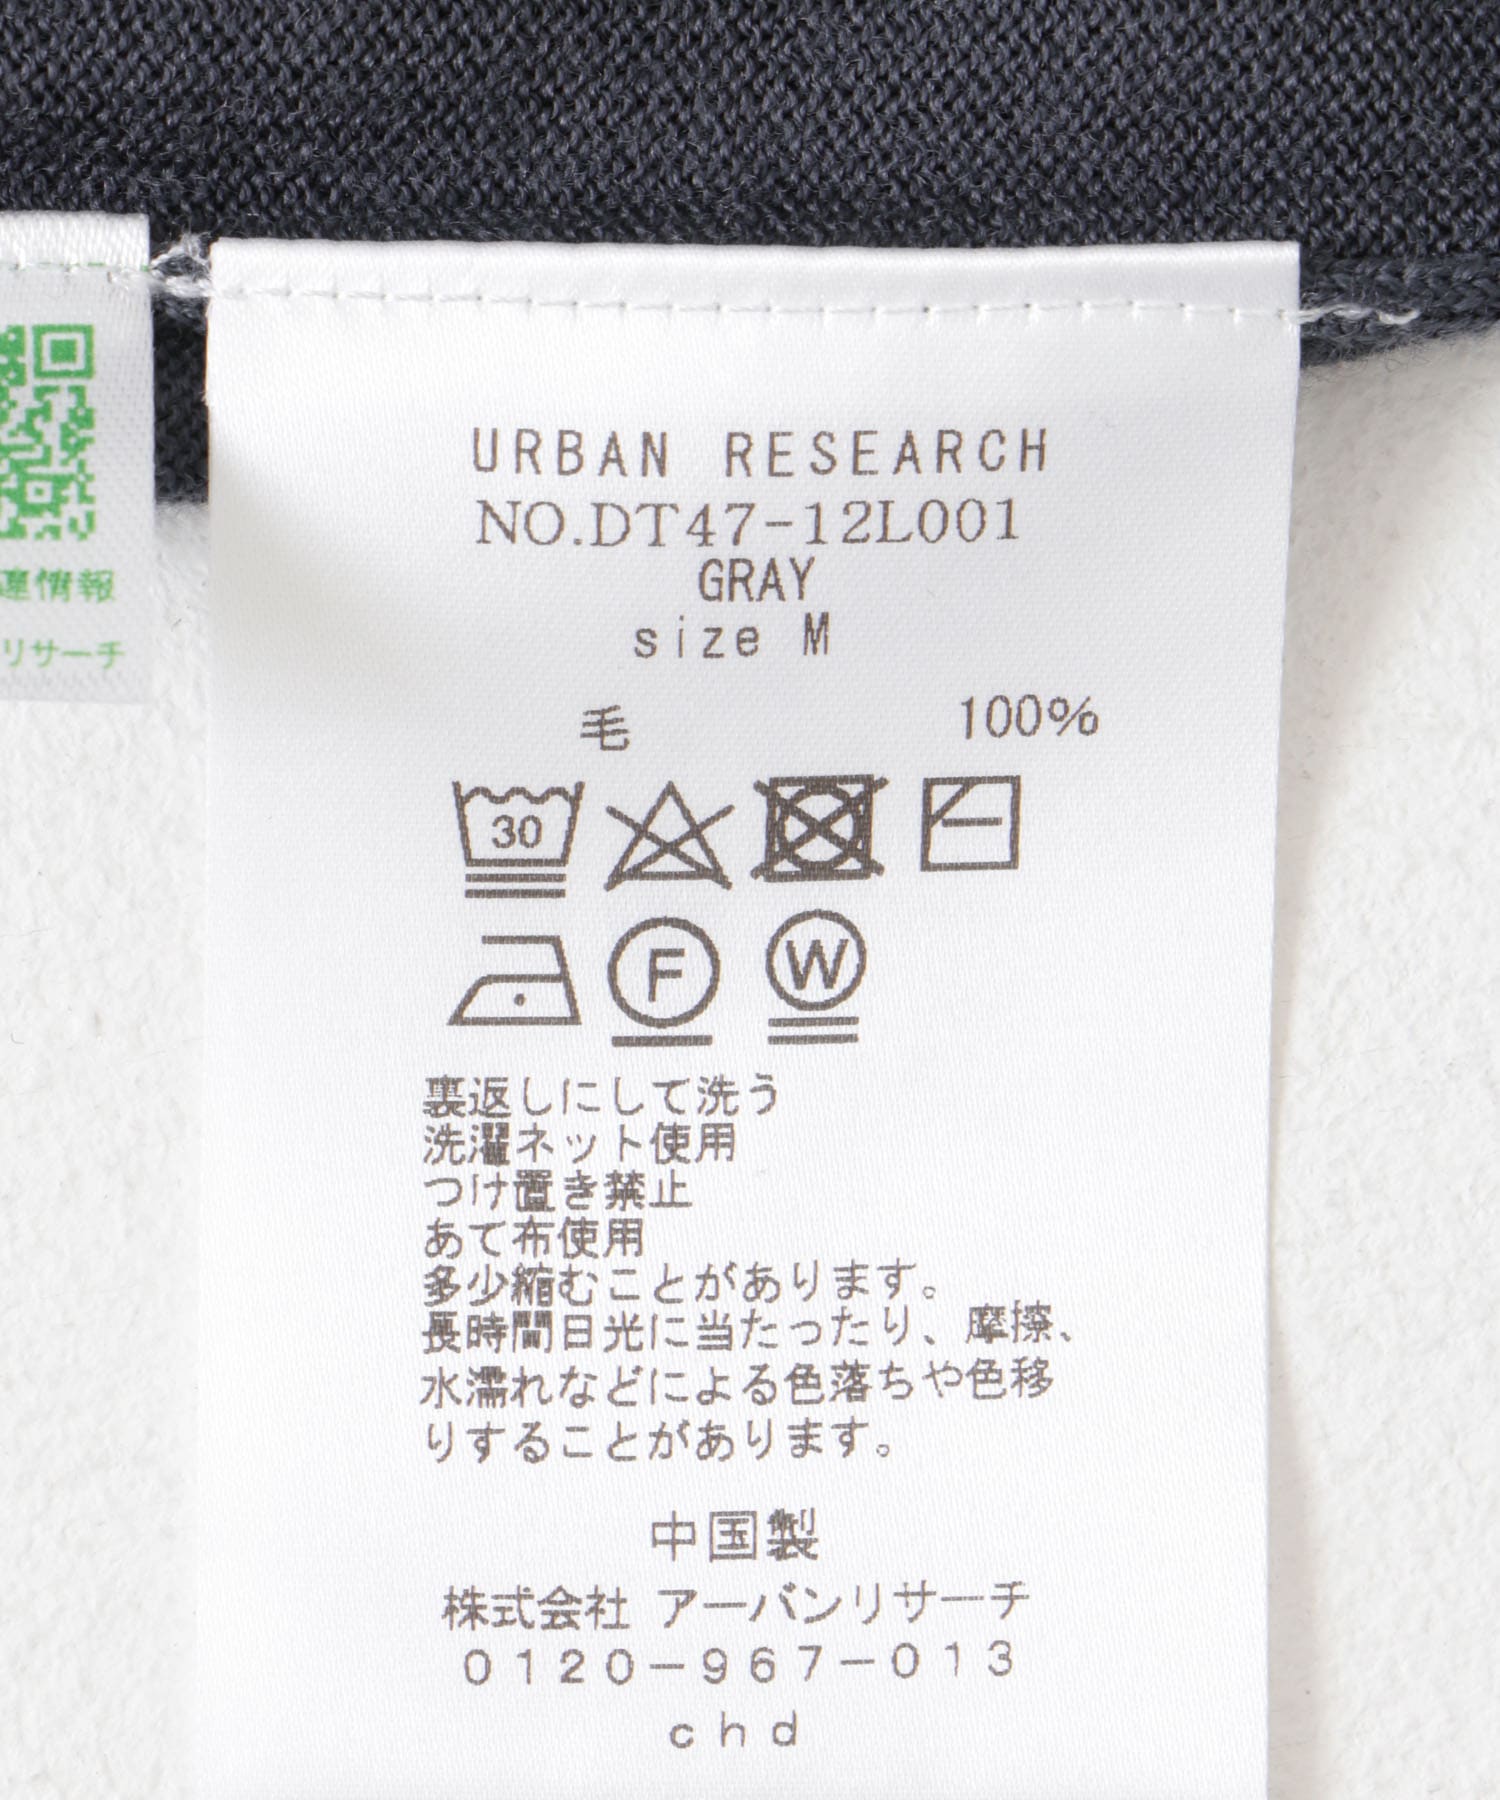 URBAN RESEARCH
NO.DT47-12L001
GRAY
size M
毛 100%
30
F
W
裏返しにして洗う
洗濯ネット使用
つけ置き禁止
あて布使用
多少縮むことがあります。
長時間日光に当たったり、摩擦、
水濡れなどによる色落ちや色移
りすることがあります。
中国製
株式会社 アーバンリサーチ
0120-967-013
chd
情報
リサーチ